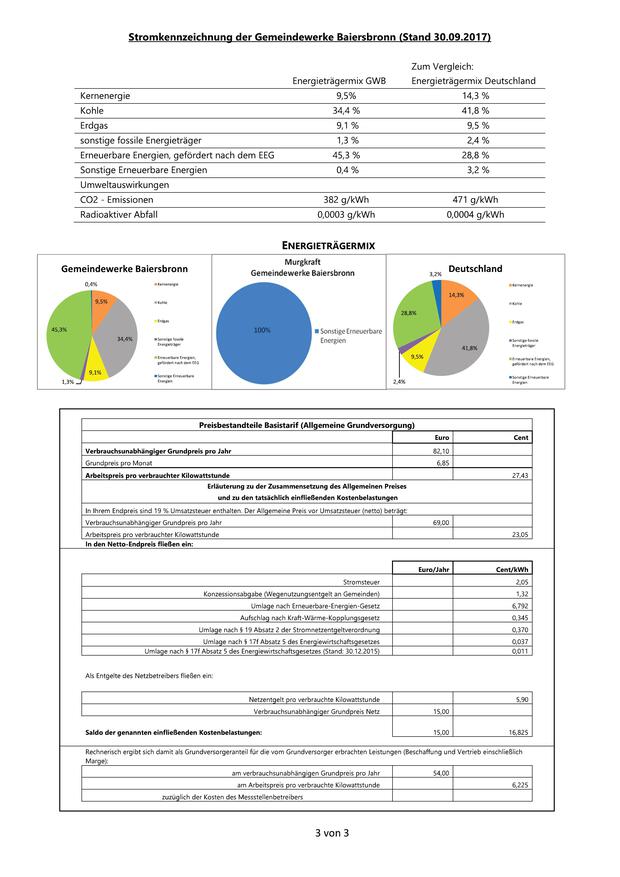 Stromkennzeichnung der Gemeindewerke Baiersbronn (Stand 30.09.2017)
Zum Vergleich:
Energieträgermix GWB Energieträgermix Deutschland
Kernenergie 9,5% 14,3 %
Kohle 34,4 % 41,8 %
Erdgas 9,1 % 9,5 %
sonstige fossile Energieträger 1,3 % 2,4 %
Erneuerbare Energien, gefördert nach dem EEG 45,3 % 28,8 %
Sonstige Erneuerbare Energien 0,4 % 3,2 %
Umweltauswirkungen
CO2 - Emissionen 382 g/kWh 471 g/kWh
Radioaktiver Abfall 0,0003 g/kWh 0,0004 g/kWh
ENERGIETRÄGERMIX
Gemeindewerke Baiersbronn
0,4%
9,5%
34,4%
9,1%
1,3%
45,3%
Kernenergie
Kohle
Erdgas
Sonstige fossile
Energieträger
Erneuerbare Energien,
gefördert nach dem EEG
Sonstige Erneuerbare
Energien
Murgkraft
Gemeindewerke Baiersbronn
100%
Sonstige Erneuerbare
Energien
Deutschland
3,2%
14,3%
41,8%
9,5%
2,4%
28,8%
Kernenergie
Kohle
Erdgas
Sonstige fossile
Energieträger
Erneuerbare Energien,
gefördert nach dem EEG
Sonstige Erneuerbare
Energien
Preisbestandteile Basistarif (Allgemeine Grundversorgung)
Euro Cent
Verbrauchsunabhängiger Grundpreis pro Jahr 82,10
Grundpreis pro Monat 6,85
Arbeitspreis pro verbrauchter Kilowattstunde 27,43
Erläuterung zu der Zusammensetzung des Allgemeinen Preises
und zu den tatsächlich einfließenden Kostenbelastungen
In Ihrem Endpreis sind 19 % Umsatzsteuer enthalten. Der Allgemeine Preis vor Umsatzsteuer (netto) beträgt:
Verbrauchsunabhängiger Grundpreis pro Jahr 69,00
Arbeitspreis pro verbrauchter Kilowattstunde 23,05
In den Netto-Endpreis fließen ein:
Euro/Jahr Cent/kWh
Stromsteuer 2,05
Konzessionsabgabe (Wegenutzungsentgelt an Gemeinden) 1,32
Umlage nach Erneuerbare-Energien-Gesetz 6,792
Aufschlag nach Kraft-Wärme-Kopplungsgesetz 0,345
Umlage nach § 19 Absatz 2 der Stromnetzentgeltverordnung 0,370
Umlage nach § 17f Absatz 5 des Energiewirtschaftsgesetzes 0,037
Umlage nach § 17f Absatz 5 des Energiewirtschaftsgesetzes (Stand: 30.12.2015) 0,011
Als Entgelte des Netzbetreibers fließen ein:
Netzentgelt pro verbrauchte Kilowattstunde 5,90
Verbrauchsunabhängiger Grundpreis Netz 15,00
Saldo der genannten einfließenden Kostenbelastungen: 15,00 16,825
Rechnerisch ergibt sich damit als Grundversorgeranteil für die vom Grundversorger erbrachten Leistungen (Beschaffung und Vertrieb einschließlich
Marge):
am verbrauchsunabhängigen Grundpreis pro Jahr 54,00
am Arbeitspreis pro verbrauchte Kilowattstunde 6,225
zuzüglich der Kosten des Messstellenbetreibers
3 von 3